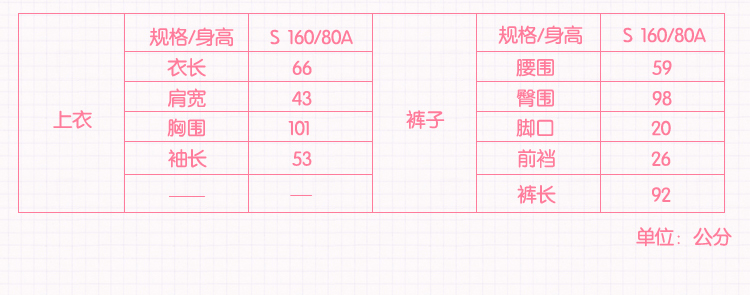 规格/身高 S 160/80A 规格/身高 S 160/80A
衣长 66 腰围 59
肩宽 43 臀围 98
上衣 裤子
胸围 101 脚口 20
袖长 53 前裆 26
—— — 裤长 92
单位：公分